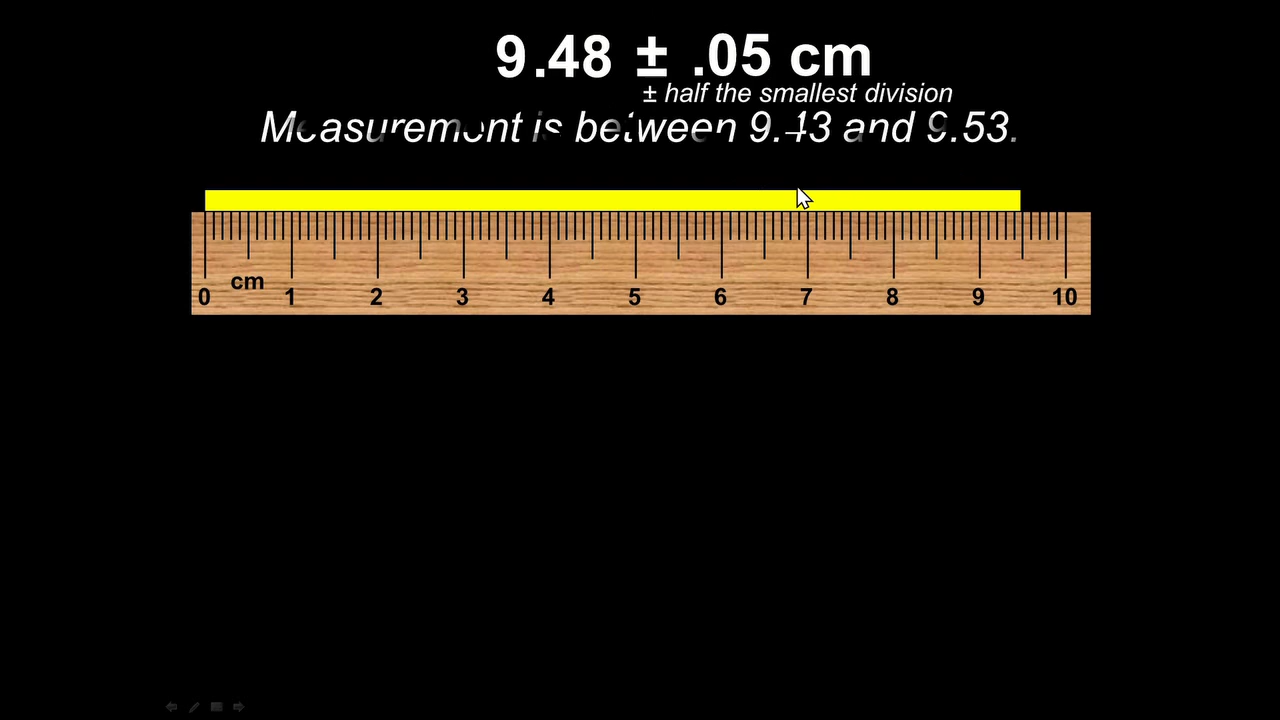 9.48 ± .05 cm
± half the smallest division
Measurement is between 9.43 and 9.53.
cm
0 1 2 3 4 5 6 7 8 9 10